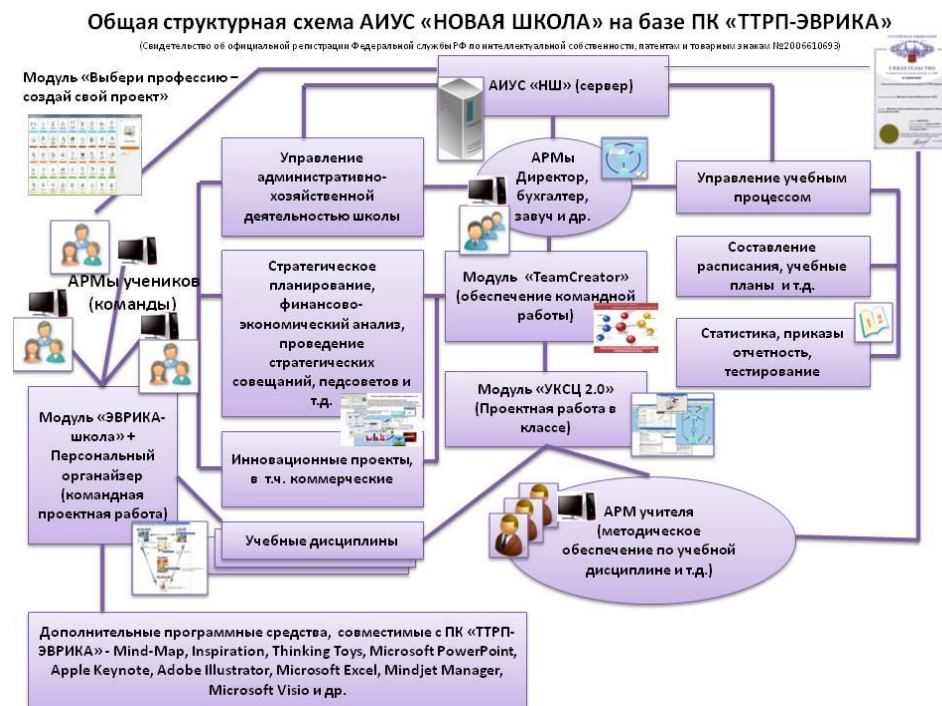 Общая структурная схема АИУС «НОВАЯ ШКОЛА» на базе ПК «ТТРП-ЭВРИКА»
(Свидетельство об официальной регистрации Федеральной службы РФ по интеллектуальной собственности, патентам и товарным знакам №2006610693)
Модуль «Выбери профессию –
создай свой проект»
АИУС «НШ» (сервер)
СВИДЕТЕЛЬСТВО
Управление
административно-
хозяйственной
деятельностью школы
АРМы
Директор,
бухгалтер,
завуч и др.
Управление учебным
процессом
АРМы учеников
(команды)
Стратегическое
планирование,
финансово-
экономический анализ,
проведение
стратегических
совещаний, педсоветов и
т.д.
Модуль «TeamCreator»
(обеспечение командной
работы)
Составление
расписания, учебные
планы и т.д.
Статистика, приказы
отчетность,
тестирование
Модуль «ЭВРИКА-
школа» +
Персональный
органайзер
(командная
проектная работа)
Модуль «УКСЦ 2.0»
(Проектная работа в
классе)
Инновационные проекты,
в т.ч. коммерческие
Учебные дисциплины
АРМ учителя
(методическое
обеспечение по учебной
дисциплине и т.д.)
Дополнительные программные средства, совместимые с ПК «ТТРП-
ЭВРИКА» - Mind-Map, Inspiration, Thinking Toys, Microsoft PowerPoint,
Apple Keynote, Adobe Illustrator, Microsoft Excel, Mindjet Manager,
Microsoft Visio и др.